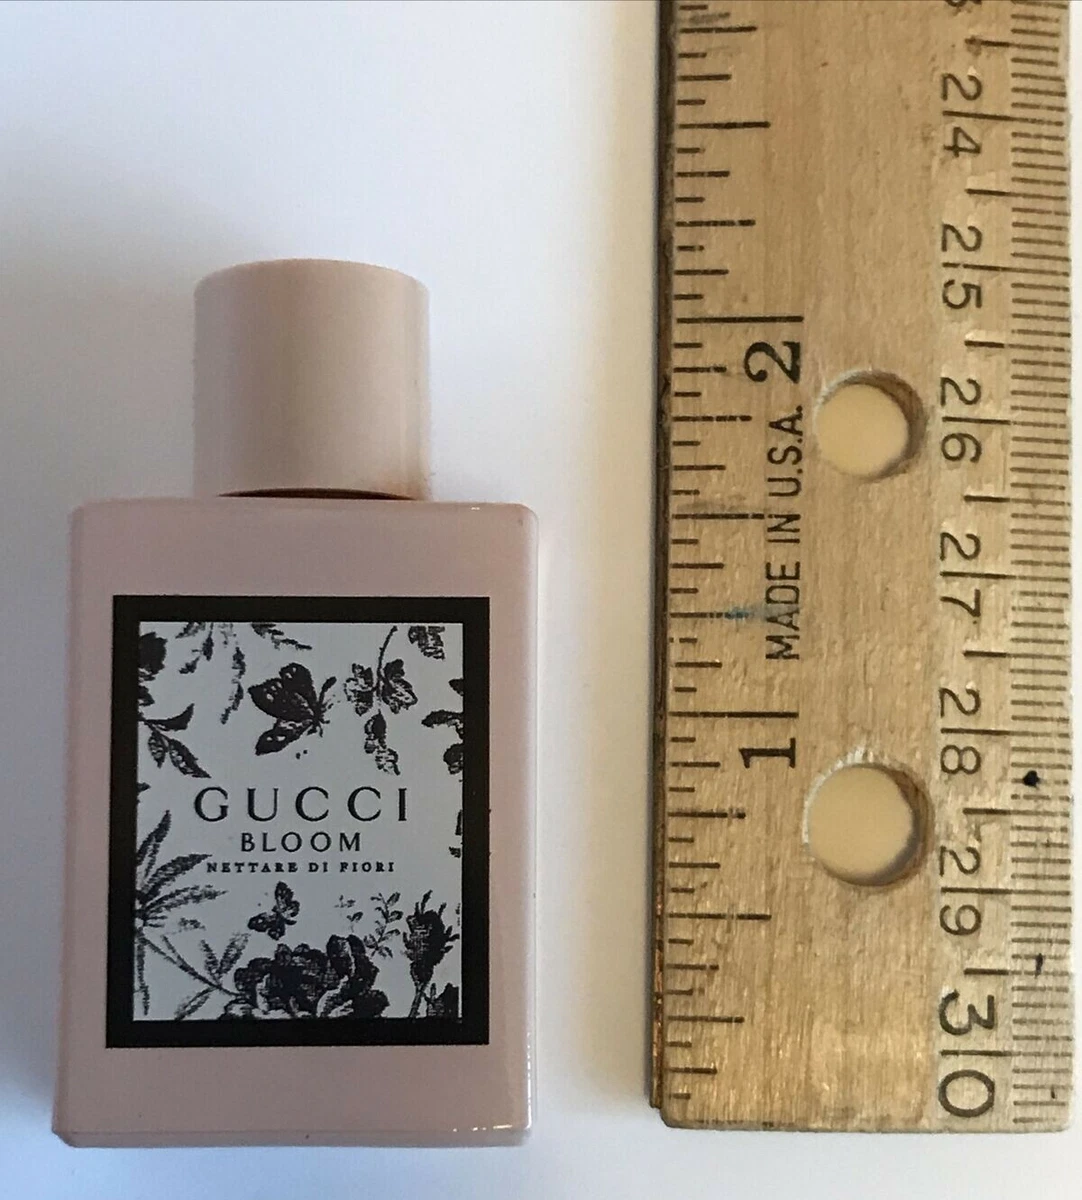 GUCCI
BLOOM
NETTARE DI FIORI
2
MADE IN U.S.A.
1
24
25
26
27
28
29
30